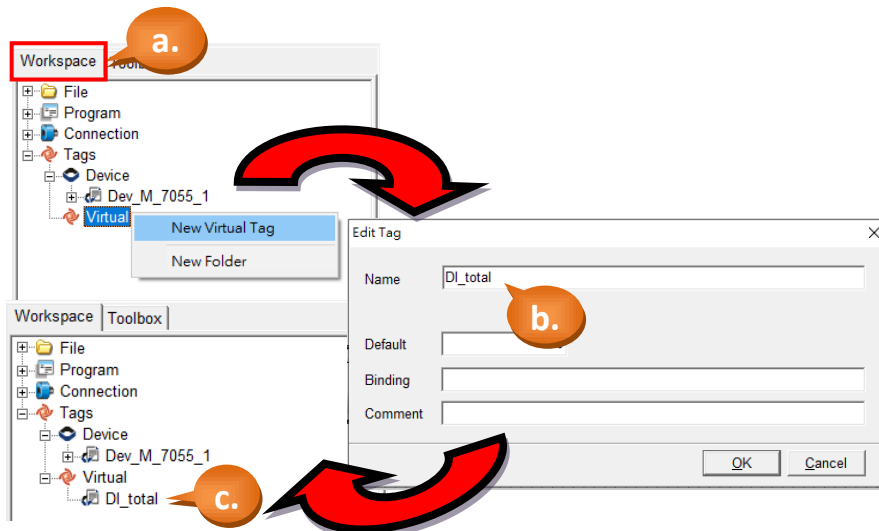 a.
Workspace
File
Program
Connection
Tags
Device
Dev_M_7055_1
Virtual
New Virtual Tag
New Folder
Edit Tag
Name
DI_total
b.
Default
Binding
Comment
OK
Cancel
Workspace
Toolbox
File
Program
Connection
Tags
Device
Dev_M_7055_1
Virtual
DI_total
c.